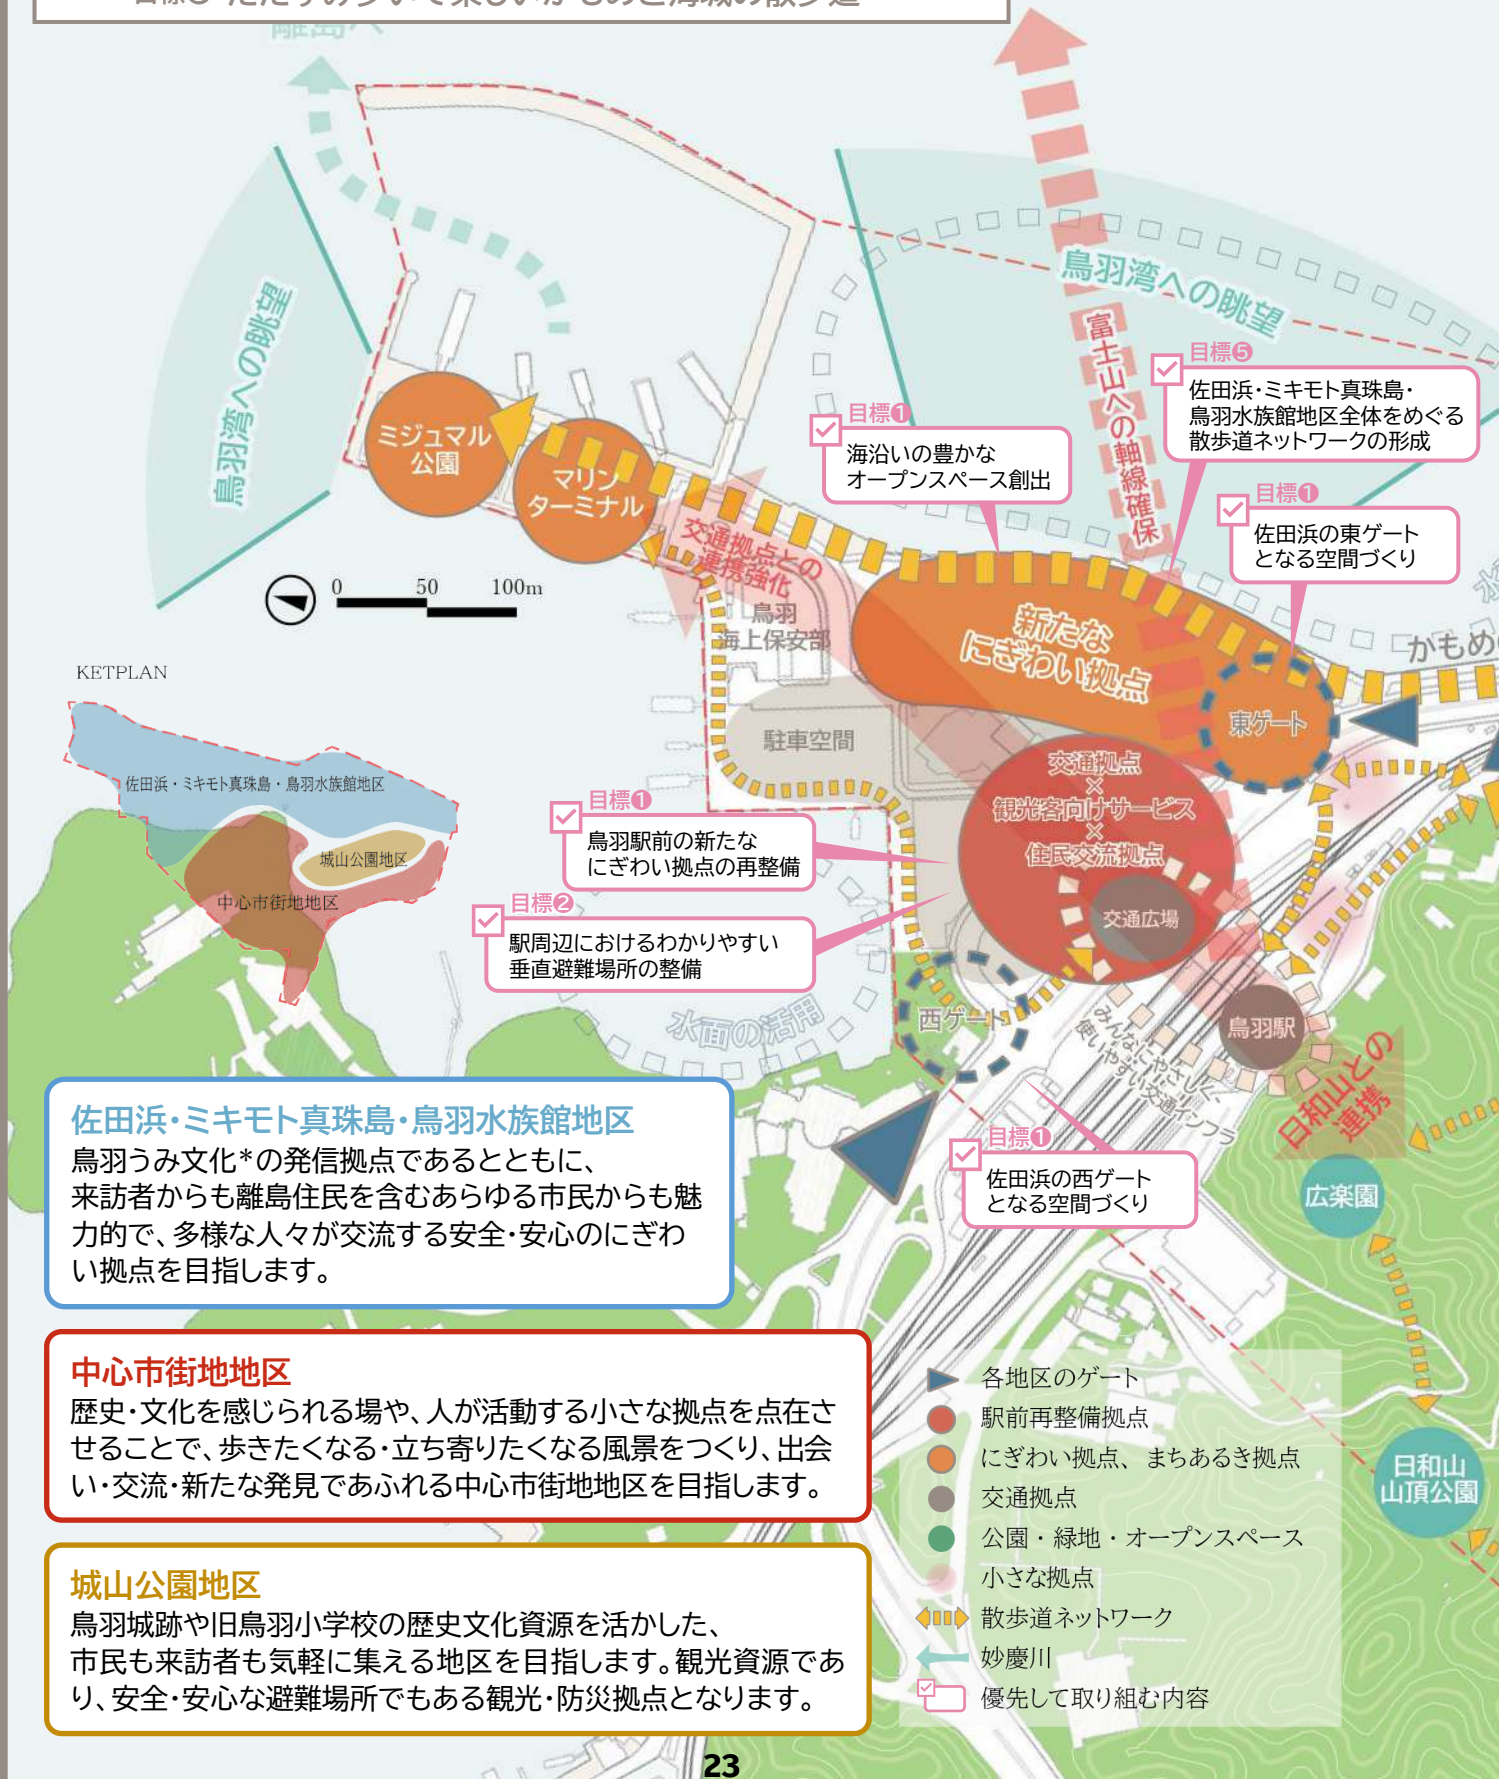 離島へ
鳥羽湾への眺望
鳥羽湾への眺望
富士山への軸線確保
目標❺
佐田浜・ミキモト真珠島・
鳥羽水族館地区全体をめぐる
散歩道ネットワークの形成
目標❶
海沿いの豊かな
オープンスペース創出
目標❶
佐田浜の東ゲート
となる空間づくり
ミジュマル
公園
マリン
ターミナル
交通拠点との
連携強化
0 50 100m
鳥羽
海上保安部
新たな
にぎわい拠点
かもめ
東ゲート
駐車空間
KETPLAN
佐田浜・ミキモト真珠島・鳥羽水族館地区
城山公園地区
中心市街地地区
交通拠点
×
観光客向けサービス
×
住民交流拠点
交通広場
目標❶
鳥羽駅前の新たな
にぎわい拠点の再整備
目標❷
駅周辺におけるわかりやすい
垂直避難場所の整備
水面の活用
西ゲート
みんなにやさしく
使いやすい交通インフラ
鳥羽駅
日和山との
連携
目標❶
佐田浜の西ゲート
となる空間づくり
広楽園
日和山
山頂公園
佐田浜・ミキモト真珠島・鳥羽水族館地区
鳥羽うみ文化*の発信拠点であるとともに、
来訪者からも離島住民を含むあらゆる市民からも魅
力的で、多様な人々が交流する安全・安心のにぎわ
い拠点を目指します。
中心市街地地区
歴史・文化を感じられる場や、人が活動する小さな拠点を点在さ
せることで、歩きたくなる・立ち寄りたくなる風景をつくり、出会
い・交流・新たな発見であふれる中心市街地地区を目指します。
城山公園地区
鳥羽城跡や旧鳥羽小学校の歴史文化資源を活かした、
市民も来訪者も気軽に集える地区を目指します。観光資源であ
り、安全・安心な避難場所でもある観光・防災拠点となります。
各地区のゲート
駅前再整備拠点
にぎわい拠点、まちあるき拠点
交通拠点
公園・緑地・オープンスペース
小さな拠点
散歩道ネットワーク
妙慶川
優先して取り組む内容
23